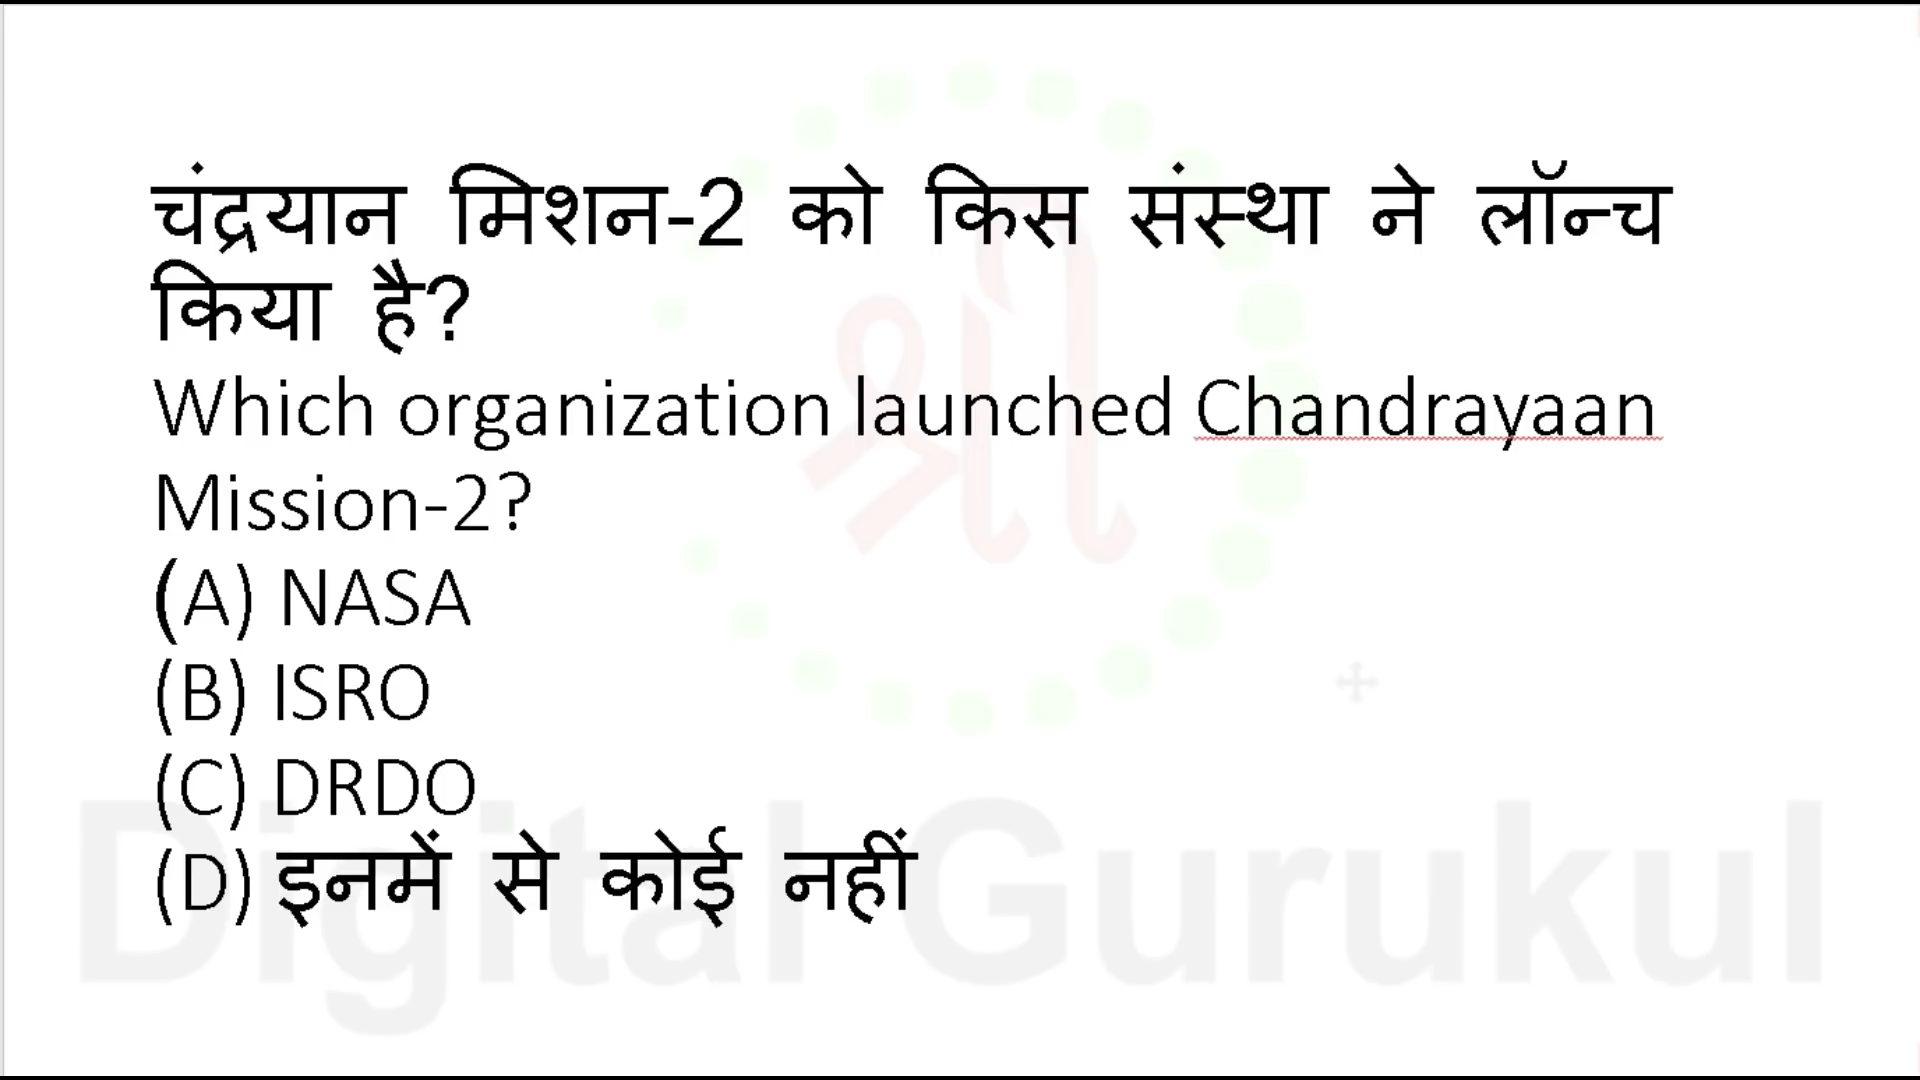 चंद्रयान मिशन-2 को किस संस्था ने लॉन्च
किया है?
Which organization launched Chandrayaan
Mission-2?
(A) NASA
(B) ISRO
(C) DRDO
(D) इनमें से कोई नहीं
श्री
Digital Gurukul